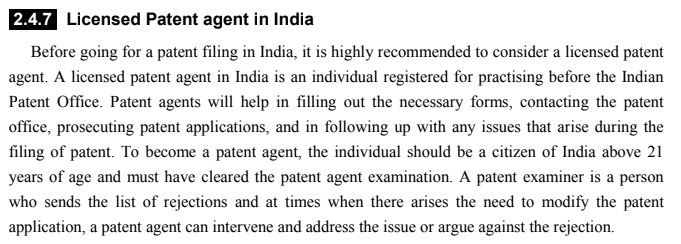 2.4.7 Licensed Patent agent in India
Before going for a patent filing in India, it is highly recommended to consider a licensed patent
agent. A licensed patent agent in India is an individual registered for practising before the Indian
Patent Office. Patent agents will help in filling out the necessary forms, contacting the patent
office, prosecuting patent applications, and in following up with any issues that arise during the
filing of patent. To become a patent agent, the individual should be a citizen of India above 21
years of age and must have cleared the patent agent examination. A patent examiner is a person
who sends the list of rejections and at times when there arises the need to modify the patent
application, a patent agent can intervene and address the issue or argue against the rejection.